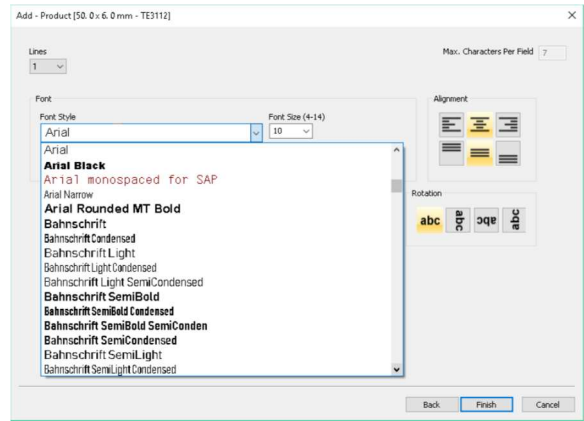 Add - Product [50. 0 x 6. 0 mm - TE3112]
Lines
Max. Characters Per Field 7
1
Font
Alignment
Font Style
Font Size (4-14)
Arial
10
Arial
Arial Black
Arial monospaced for SAP
Arial Narrow
Arial Rounded MT Bold
Bahnschrift
Bahnschrift Condensed
Bahnschrift Light
Bahnschrift Light Condensed
Bahnschrift Light SemiCondensed
Bahnschrift SemiBold
Bahnschrift SemiBold Condensed
Bahnschrift SemiBold SemiConden
Bahnschrift SemiCondensed
Bahnschrift SemiLight
Bahnschrift SemiLight Condensed
Rotation
abc abc abc abc
Back Finish Cancel